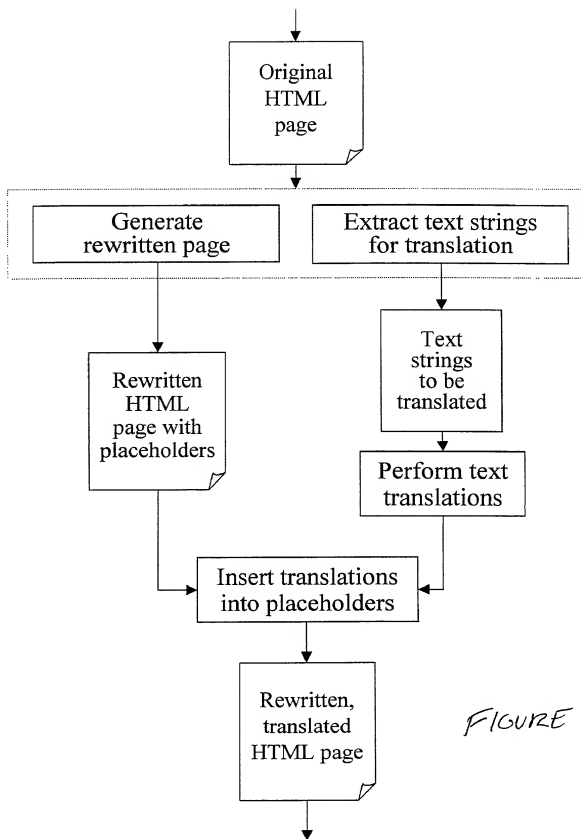 Original
HTML
page
Generate
rewritten page
Extract text strings
for translation
Text
strings
to be
translated
Rewritten
HTML
page with
placeholders
Perform text
translations
Insert translations
into placeholders
Rewritten,
translated
HTML page
FIGURE